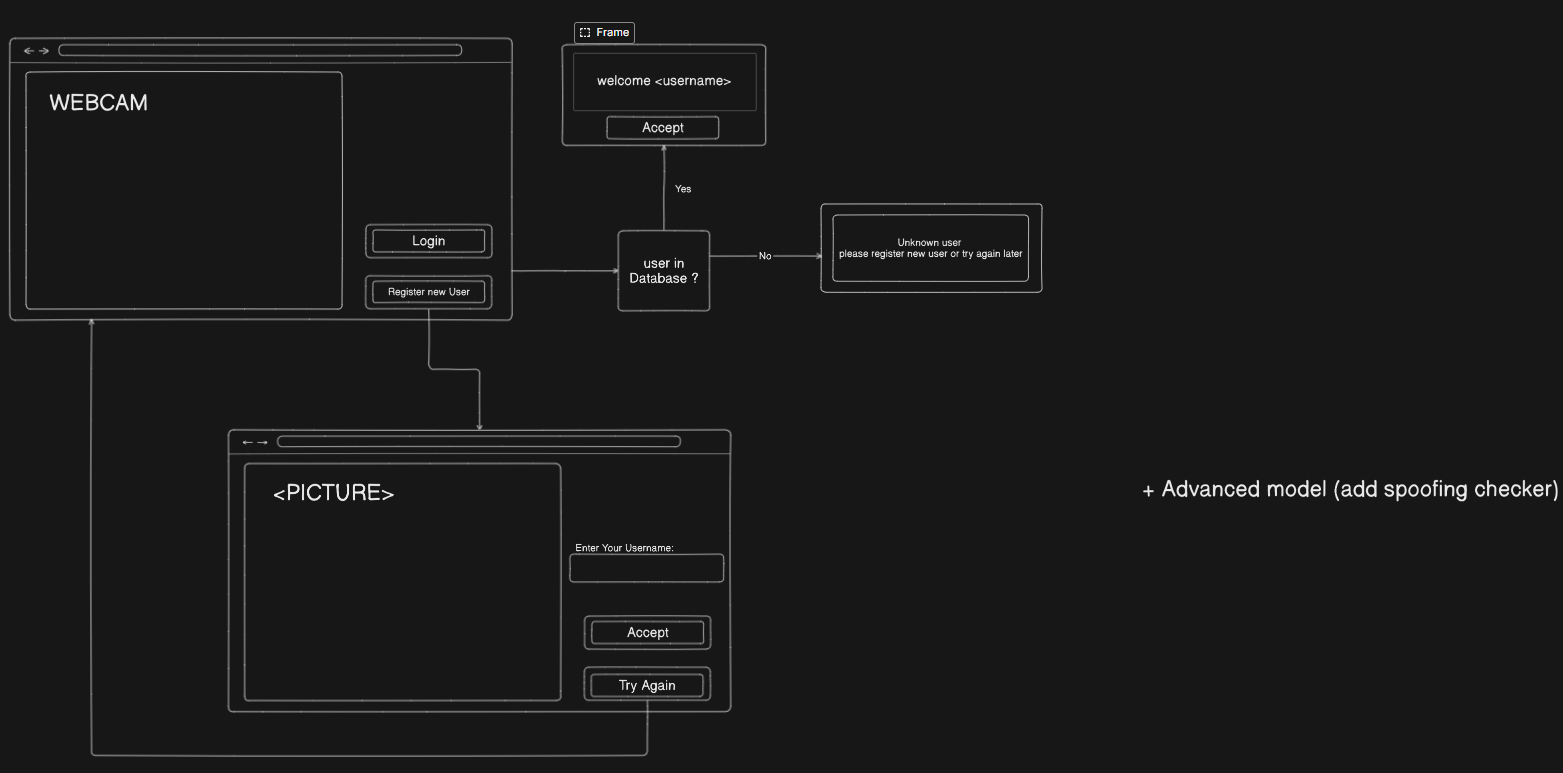 Frame
WEBCAM
welcome <username>
Accept
Yes
Login
Register new User
user in
Database ?
No
Unknown user
please register new user or try again later
<PICTURE>
+ Advanced model (add spoofing checker)
Enter Your Username:
Accept
Try Again